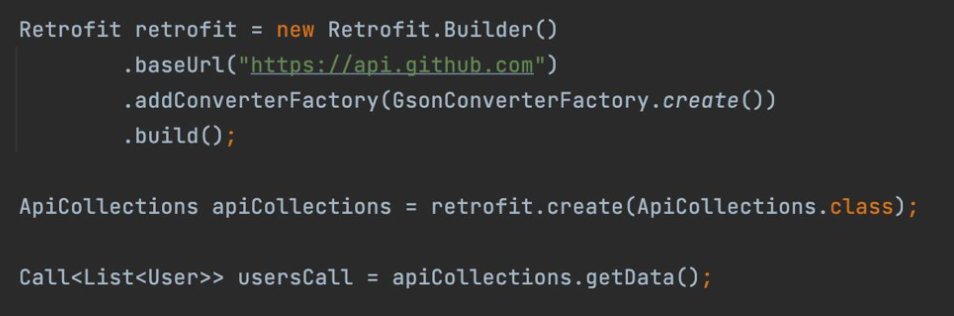 Retrofit retrofit = new Retrofit.Builder()
.baseUrl("https://api.github.com")
.addConverterFactory(GsonConverterFactory.create())
.build();
ApiCollections apiCollections = retrofit.create(ApiCollections.class);
Call<List<User>> usersCall = apiCollections.getData();